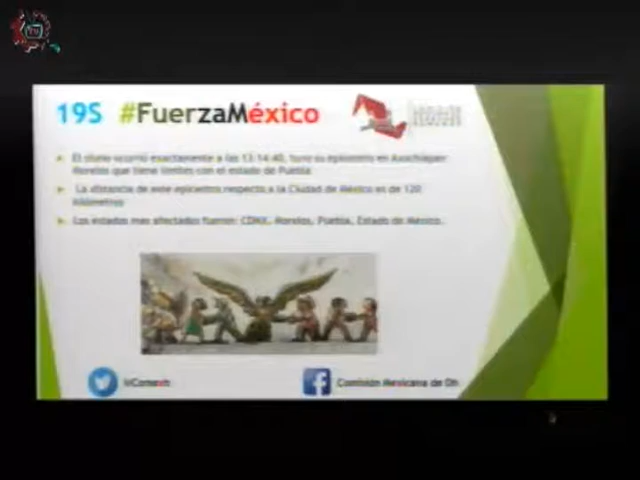 19S #FuerzaMéxico
El sismo ocurrió exactamente a las 13:14:40, tuvo su epicentro en Axochiapan
Morelos que tiene limites con el estado de Puebla
La distancia de este epicentro respecto a la Ciudad de México es de 120
kilómetros
Los estados mas afectados fueron: CDMX, Morelos, Puebla, Estado de México.
Comisión Mexicana de Dh